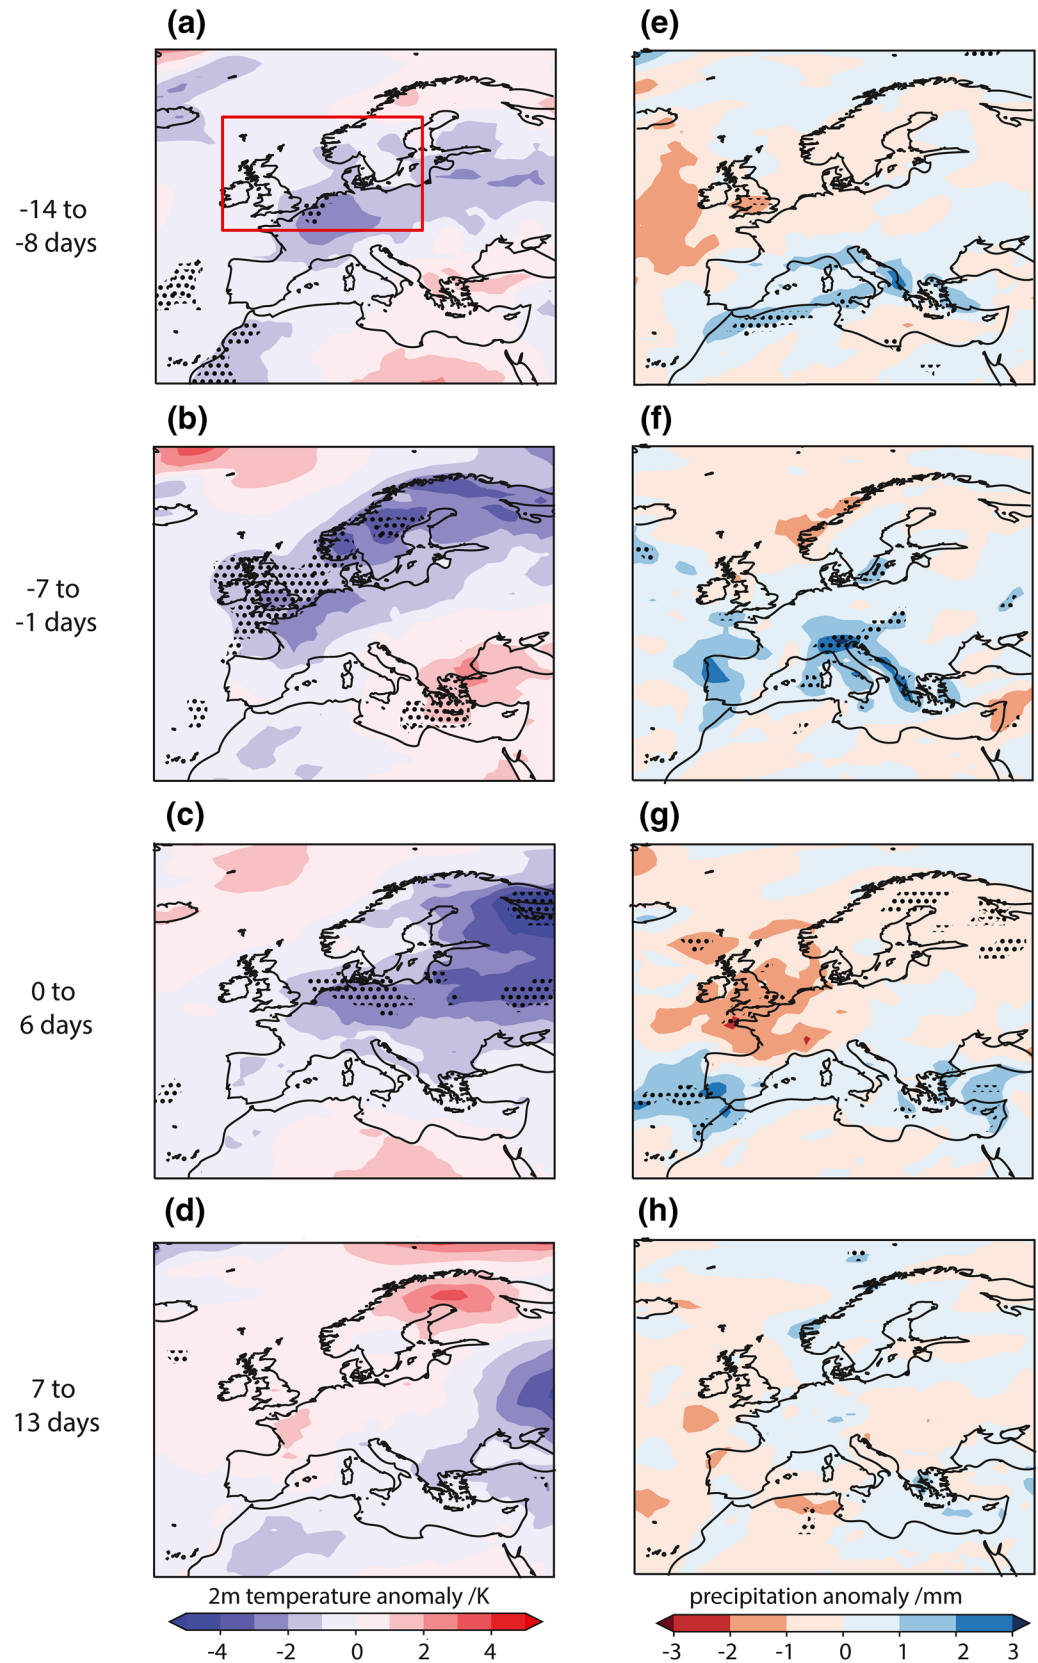 (a)
(e)
-14 to
-8 days
(b)
(f)
-7 to
-1 days
(c)
(g)
0 to
6 days
(d)
(h)
7 to
13 days
2m temperature anomaly /K
precipitation anomaly /mm
-4 -2 0 2 4
-3 -2 -1 0 1 2 3